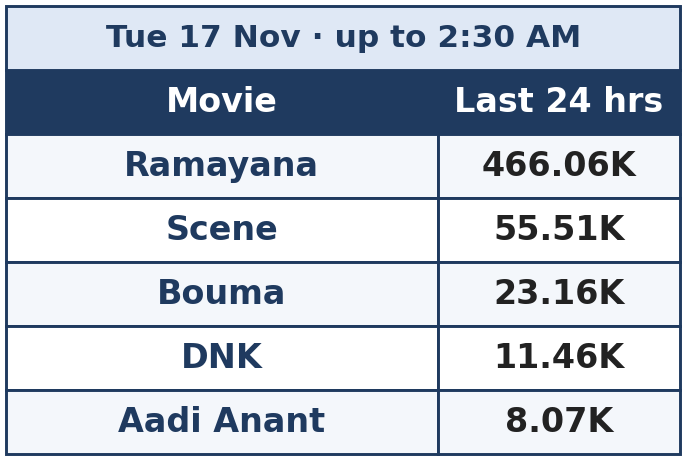 Tue 17 Nov · up to 2:30 AM
Movie Last 24 hrs
Ramayana 466.06K
Scene 55.51K
Bouma 23.16K
DNK 11.46K
Aadi Anant 8.07K